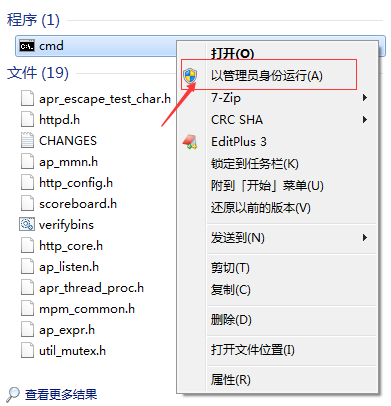 程序 (1)
cmd
文件 (19)
apr_escape_test_char.h
httpd.h
CHANGES
ap_mmn.h
http_config.h
scoreboard.h
verifybins
http_core.h
ap_listen.h
apr_thread_proc.h
mpm_common.h
ap_expr.h
util_mutex.h
查看更多结果
打开(O)
以管理员身份运行(A)
7-Zip
CRC SHA
EditPlus 3
锁定到任务栏(K)
附到「开始」菜单(U)
还原以前的版本(V)
发送到(N)
剪切(T)
复制(C)
删除(D)
打开文件位置(I)
属性(R)